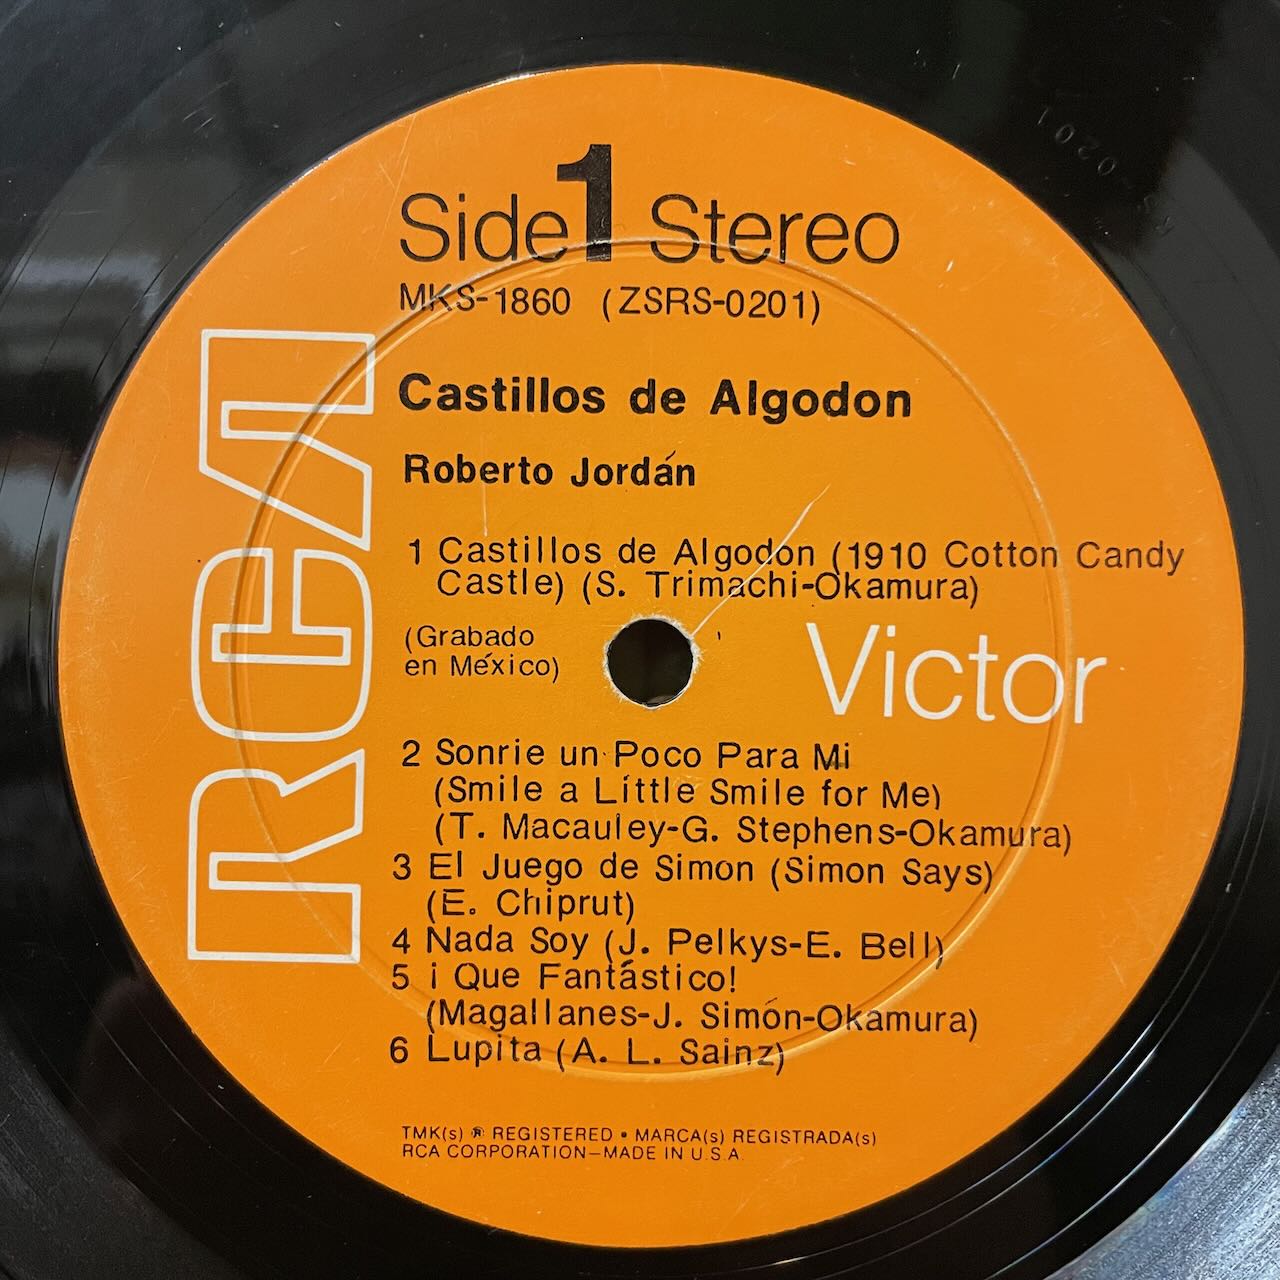 Side 1 Stereo
MKS-1860 (ZSRS-0201)
RCA
Castillos de Algodon
Roberto Jordán
1 Castillos de Algodon (1910 Cotton Candy
Castle) (S. Trimachi-Okamura)
(Grabado
en México)
Victor
2 Sonrie un Poco Para Mi
(Smile a Little Smile for Me)
(T. Macauley-G. Stephens-Okamura)
3 El Juego de Simon (Simon Says)
(E. Chiprut)
4 Nada Soy (J. Pelkys-E. Bell)
5 ¡ Que Fantástico!
(Magallanes-J. Simón-Okamura)
6 Lupita (A. L. Sainz)
TMK(s) ® REGISTERED • MARCA(s) REGISTRADA(s)
RCA CORPORATION—MADE IN U.S.A.